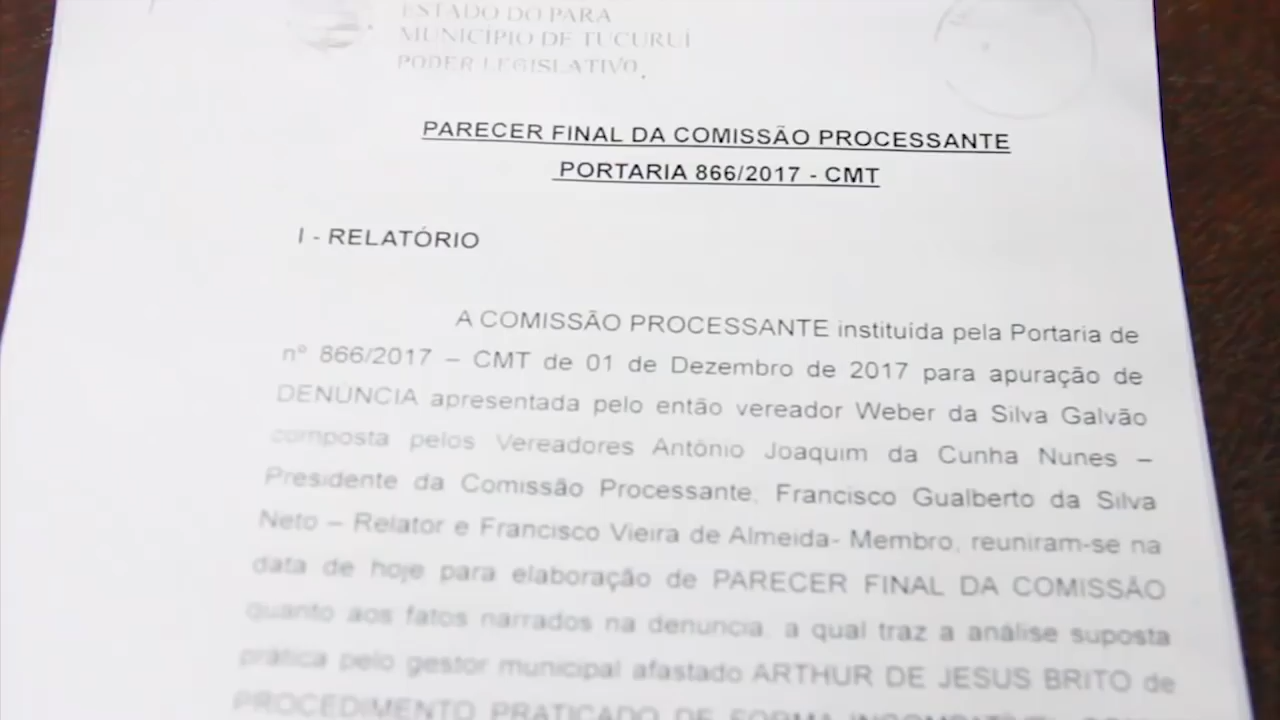 ESTADO DO PARÁ
MUNICÍPIO DE TUCURUÍ
PODER LEGISLATIVO.
PARECER FINAL DA COMISSÃO PROCESSANTE
PORTARIA 866/2017 - CMT
I - RELATÓRIO
A COMISSÃO PROCESSANTE instituída pela Portaria de
nº 866/2017 – CMT de 01 de Dezembro de 2017 para apuração de
DENÚNCIA apresentada pelo então vereador Weber da Silva Galvão
composta pelos Vereadores Antônio Joaquim da Cunha Nunes –
Presidente da Comissão Processante, Francisco Gualberto da Silva
Neto – Relator e Francisco Vieira de Almeida- Membro, reuniram-se na
data de hoje para elaboração de PARECER FINAL DA COMISSÃO
quanto aos fatos narrados na denuncia, a qual traz a análise suposta
prática pelo gestor municipal afastado ARTHUR DE JESUS BRITO de
PROCEDIMENTO PRATICADO DE FORMA